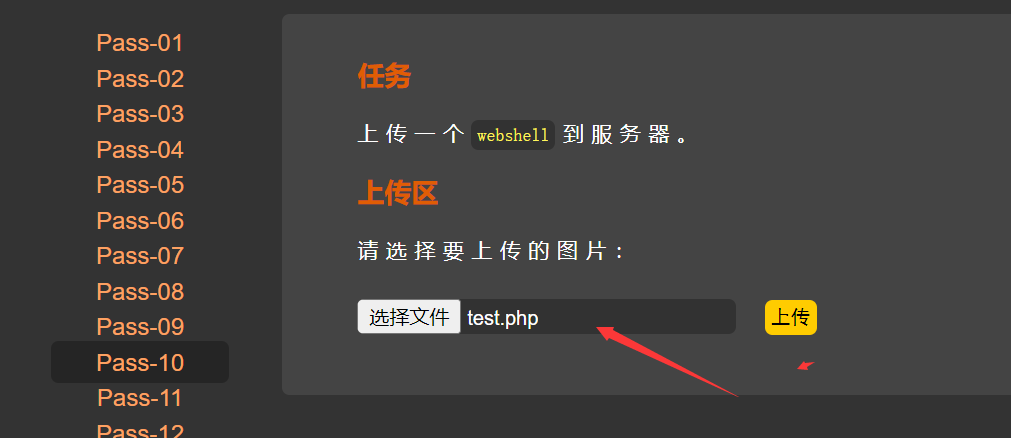 Pass-01
Pass-02
Pass-03
Pass-04
Pass-05
Pass-06
Pass-07
Pass-08
Pass-09
Pass-10
Pass-11
Pass-12
任务
上传一个 webshell 到服务器。
上传区
请选择要上传的图片：
选择文件 test.php 上传